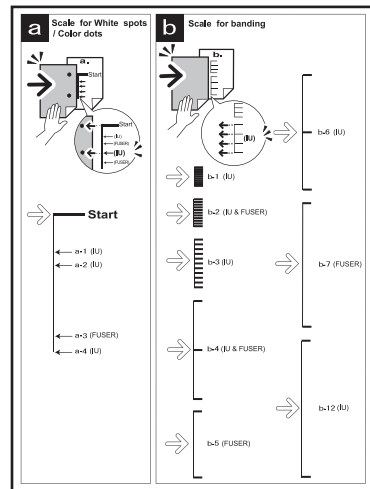 a
Scale for White spots
/ Color dots
a.
Start
Start
(IU)
(FUSER)
(IU)
(FUSER)
Start
a-1 (IU)
a-2 (IU)
a-3 (FUSER)
a-4 (IU)
b
Scale for banding
b.
(IU)
b-1 (IU)
b-2 (IU & FUSER)
b-3 (IU)
b-4 (IU & FUSER)
b-5 (FUSER)
b-6 (IU)
b-7 (FUSER)
b-12 (IU)